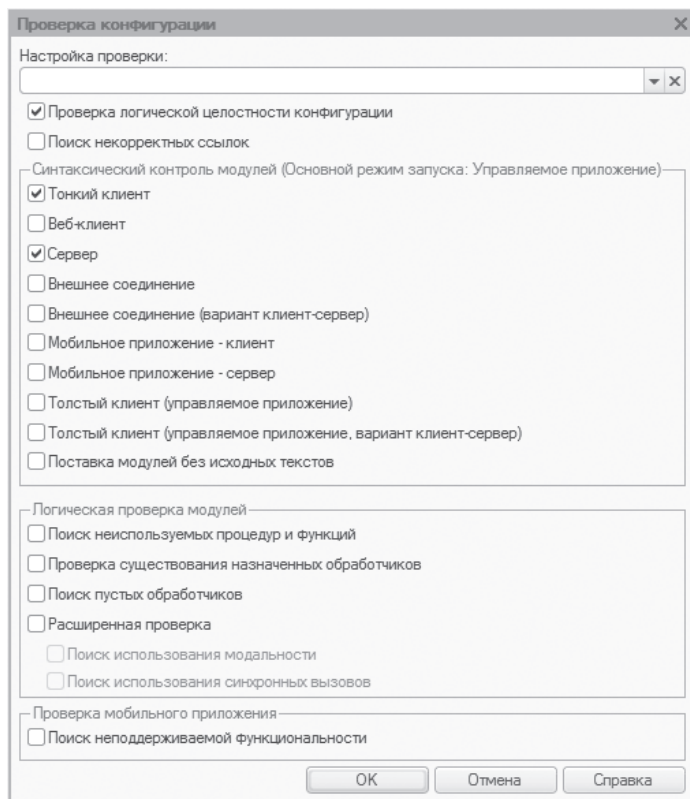 Проверка конфигурации
Настройка проверки:
Проверка логической целостности конфигурации
Поиск некорректных ссылок
Синтаксический контроль модулей (Основной режим запуска: Управляемое приложение)
Тонкий клиент
Веб-клиент
Сервер
Внешнее соединение
Внешнее соединение (вариант клиент-сервер)
Мобильное приложение - клиент
Мобильное приложение - сервер
Толстый клиент (управляемое приложение)
Толстый клиент (управляемое приложение, вариант клиент-сервер)
Поставка модулей без исходных текстов
Логическая проверка модулей
Поиск неиспользуемых процедур и функций
Проверка существования назначенных обработчиков
Поиск пустых обработчиков
Расширенная проверка
Поиск использования модальности
Поиск использования синхронных вызовов
Проверка мобильного приложения
Поиск неподдерживаемой функциональности
OK Отмена Справка